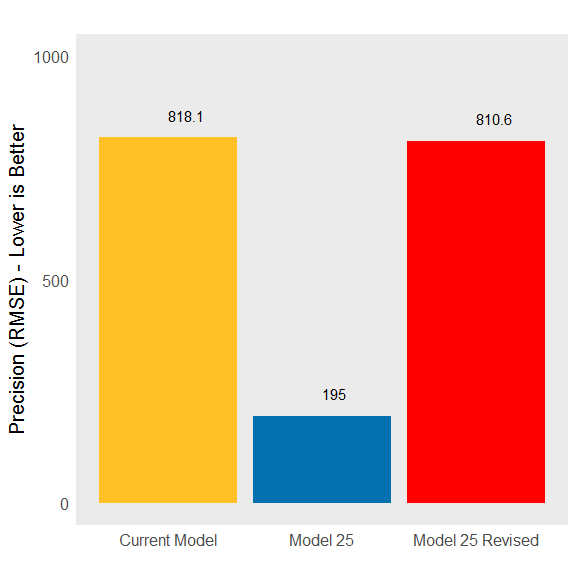 Precision (RMSE) - Lower is Better
1000
500
0
818.1
195
810.6
Current Model
Model 25
Model 25 Revised